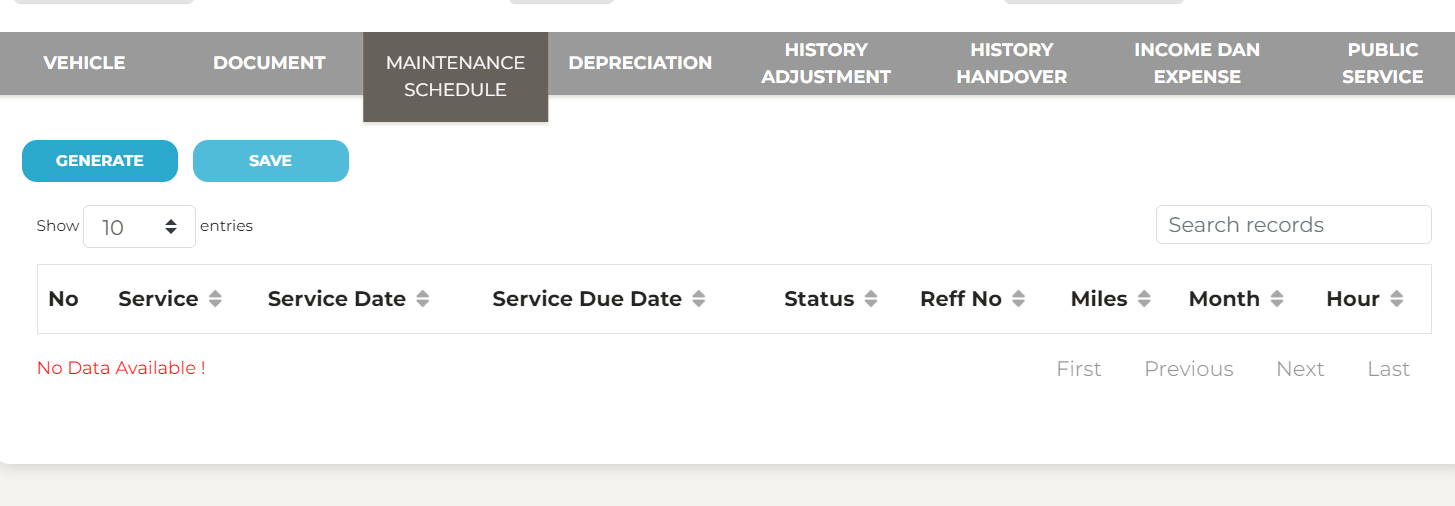 VEHICLE
DOCUMENT
MAINTENANCE
SCHEDULE
DEPRECIATION
HISTORY
ADJUSTMENT
HISTORY
HANDOVER
INCOME DAN
EXPENSE
PUBLIC
SERVICE
GENERATE SAVE
Show 10 entries Search records
No Service Service Date Service Due Date Status Reff No Miles Month Hour
No Data Available ! First Previous Next Last